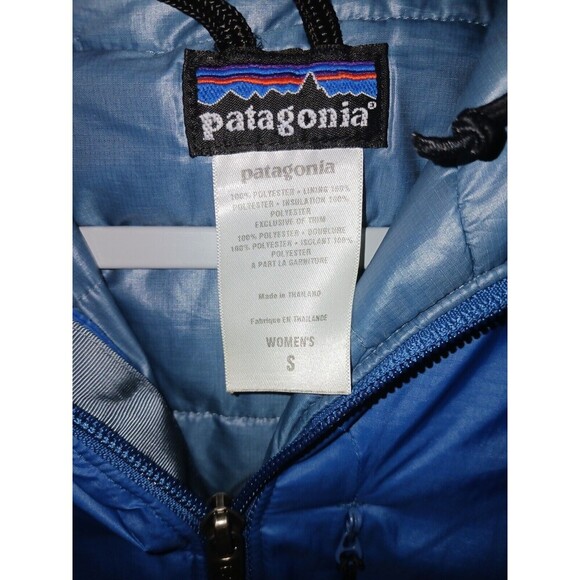 patagonia®
patagonia
100% POLYESTER • LINING 100%
POLYESTER • INSULATION 100%
POLYESTER
EXCLUSIVE OF TRIM
100% POLYESTER • DOUBLURE
100% POLYESTER • ISOLANT 100%
POLYESTER
A PART LA GARNITURE
Made in THAILAND
Fabriqué EN THAILANDE
WOMEN'S
S